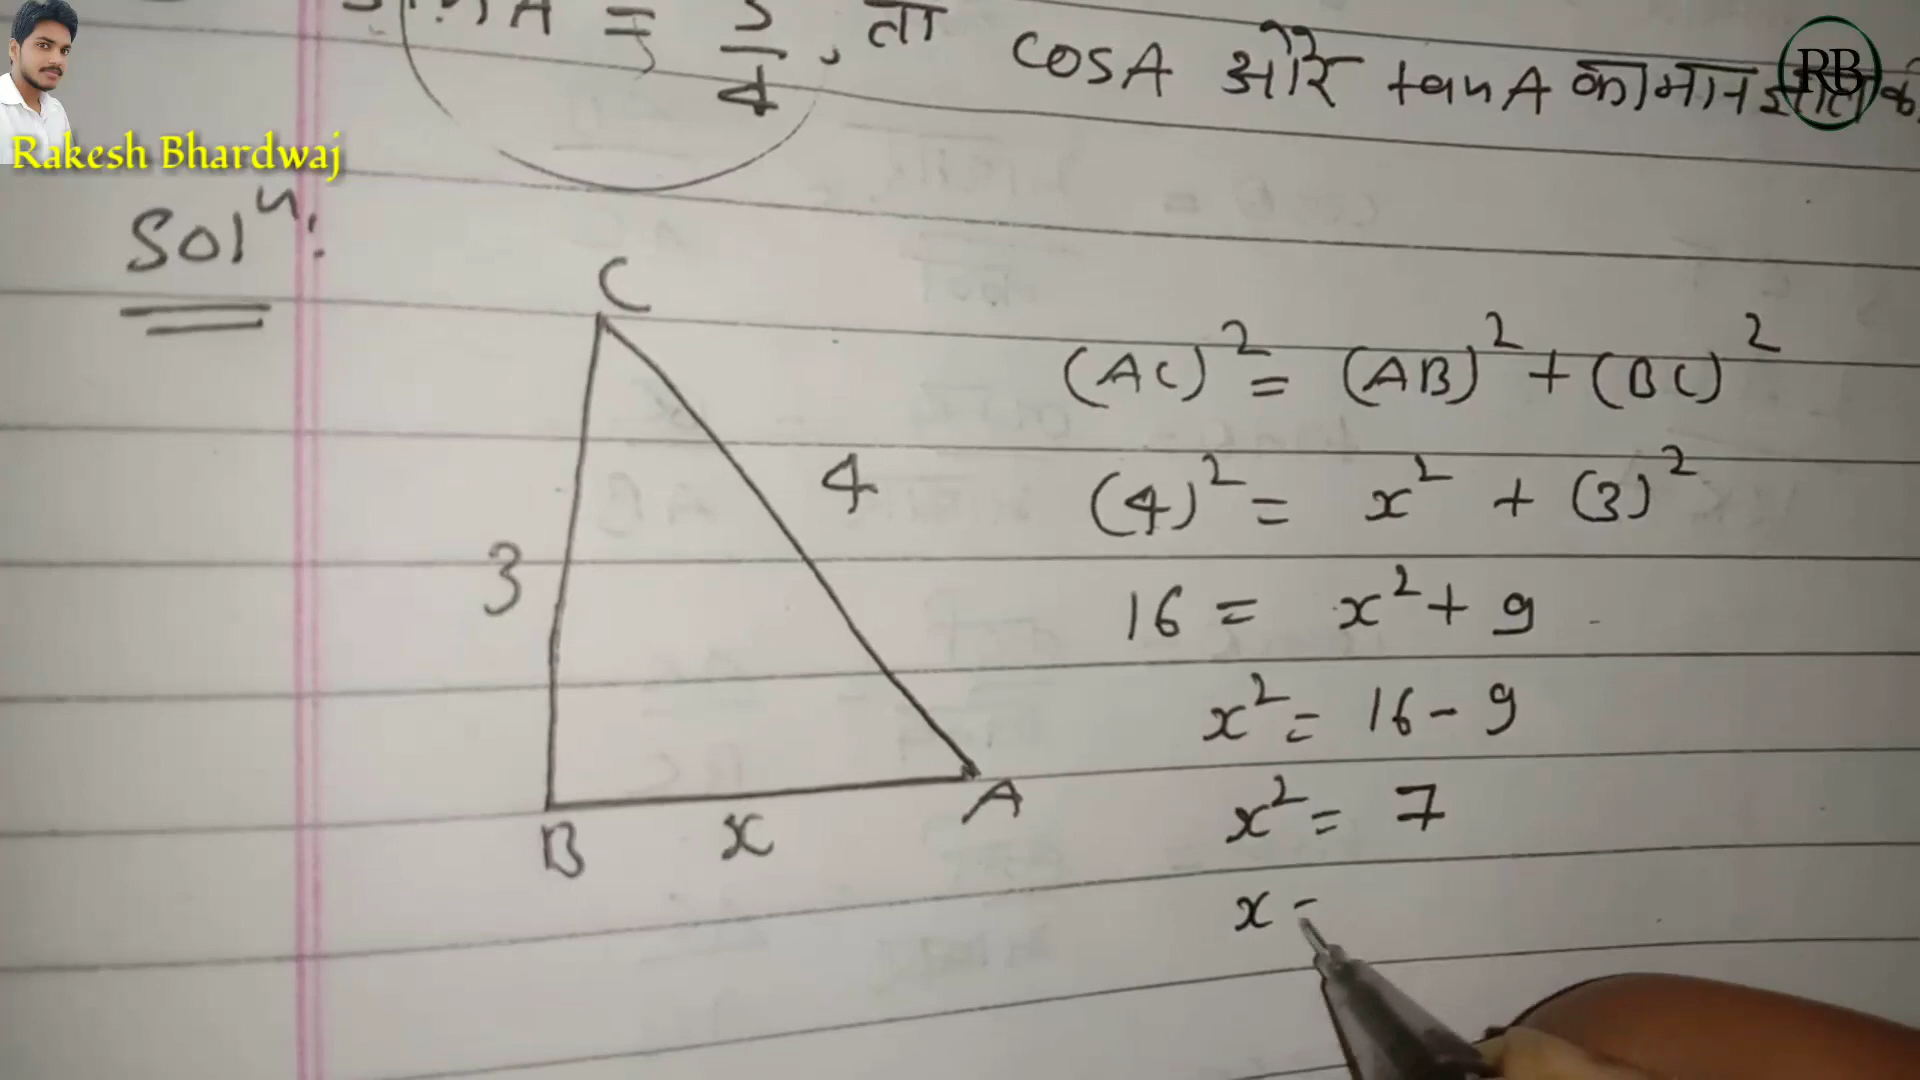 A = 3/4, ता cosA और tanA का मान
RB
Rakesh Bhardwaj
Solⁿ:
C
(AC)² = (AB)² + (BC)²
4
(4)² = x² + (3)²
3
16 = x² + 9
x² = 16 - 9
A
x² = 7
B
x
x =